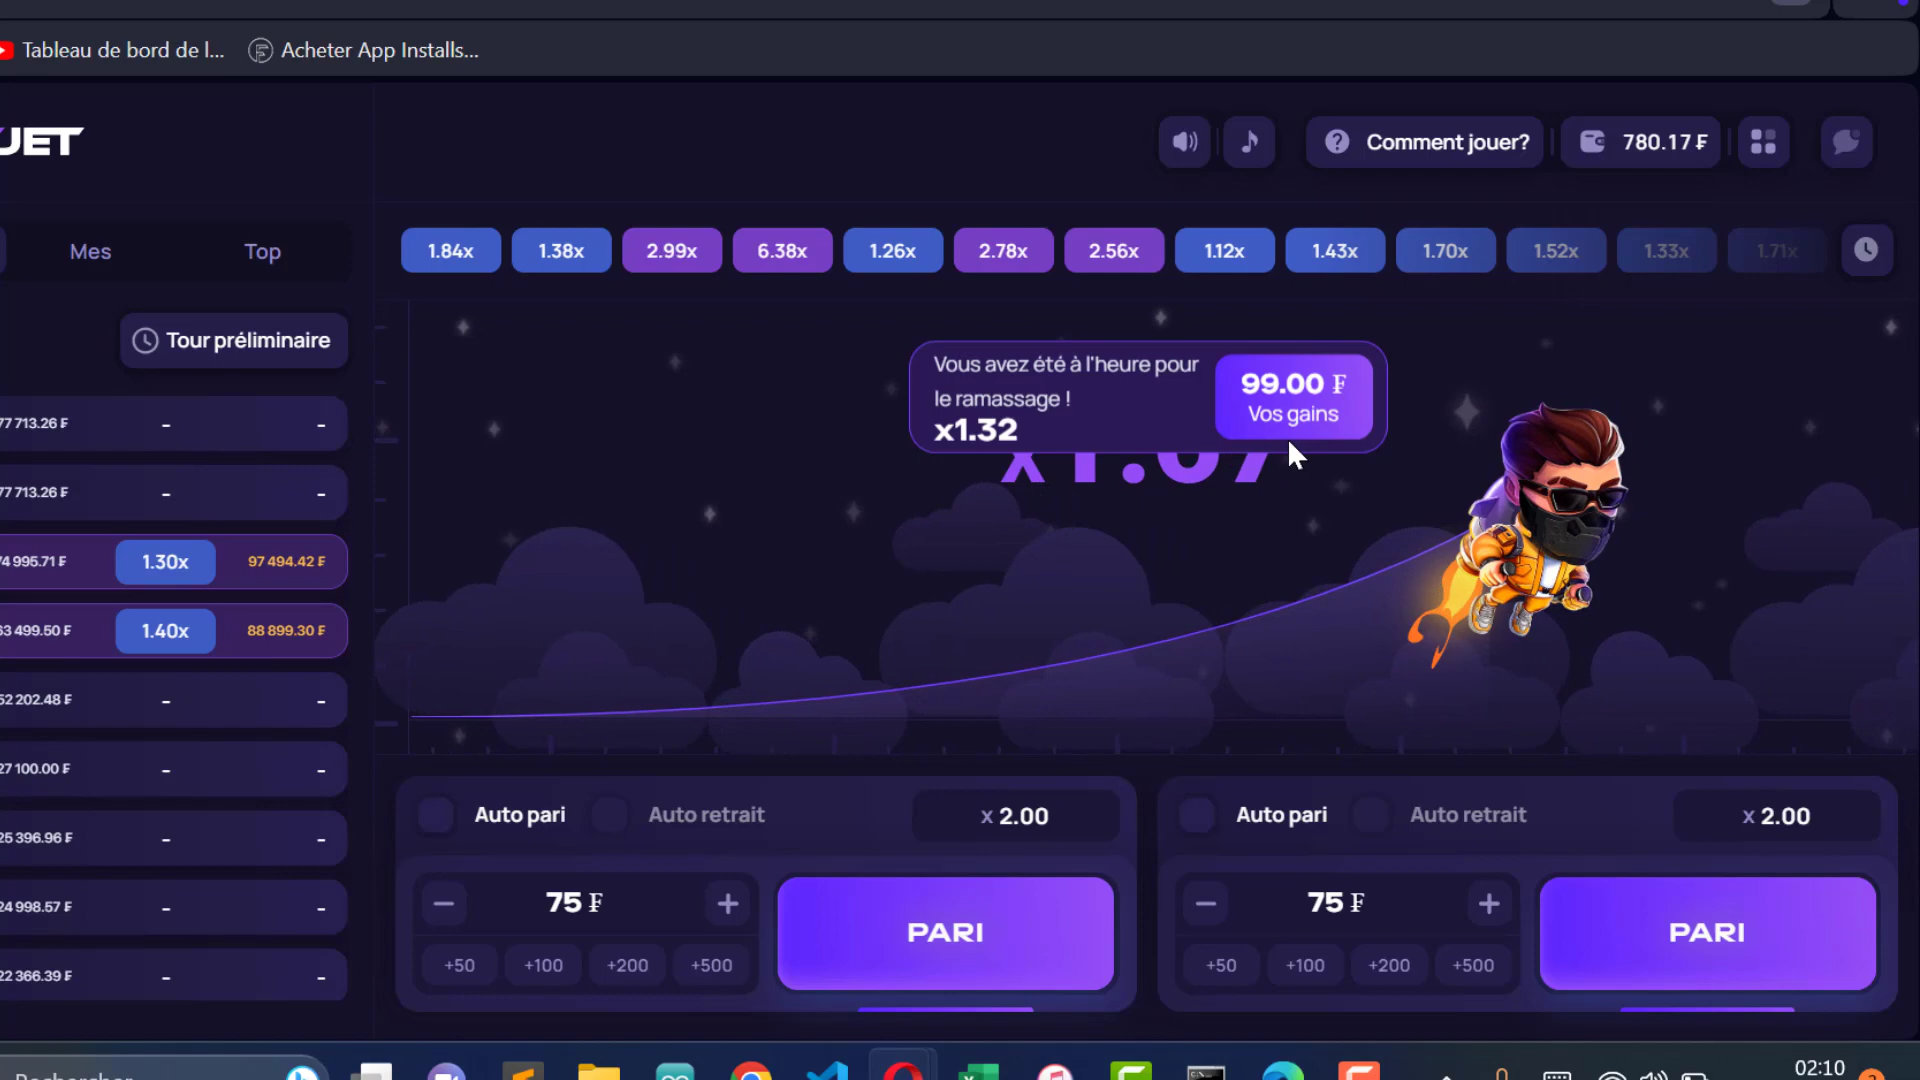 Tableau de bord de l...
Acheter App Installs...
JET
Comment jouer?
780.17 ₣
Mes
Top
1.84x
1.38x
2.99x
6.38x
1.26x
2.78x
2.56x
1.12x
1.43x
1.70x
1.52x
1.33x
1.71x
Tour préliminaire
Vous avez été à l'heure pour
le ramassage !
x1.32
99.00 ₣
Vos gains
77 713.26 ₣ - -
77 713.26 ₣ - -
74 995.71 ₣ 1.30x 97 494.42 ₣
63 499.50 ₣ 1.40x 88 899.30 ₣
52 202.48 ₣ - -
27 100.00 ₣ - -
25 396.96 ₣ - -
24 998.57 ₣ - -
22 366.39 ₣ - -
Auto pari
Auto retrait
x 2.00
75 ₣
+50
+100
+200
+500
PARI
Auto pari
Auto retrait
x 2.00
75 ₣
+50
+100
+200
+500
PARI
02:10